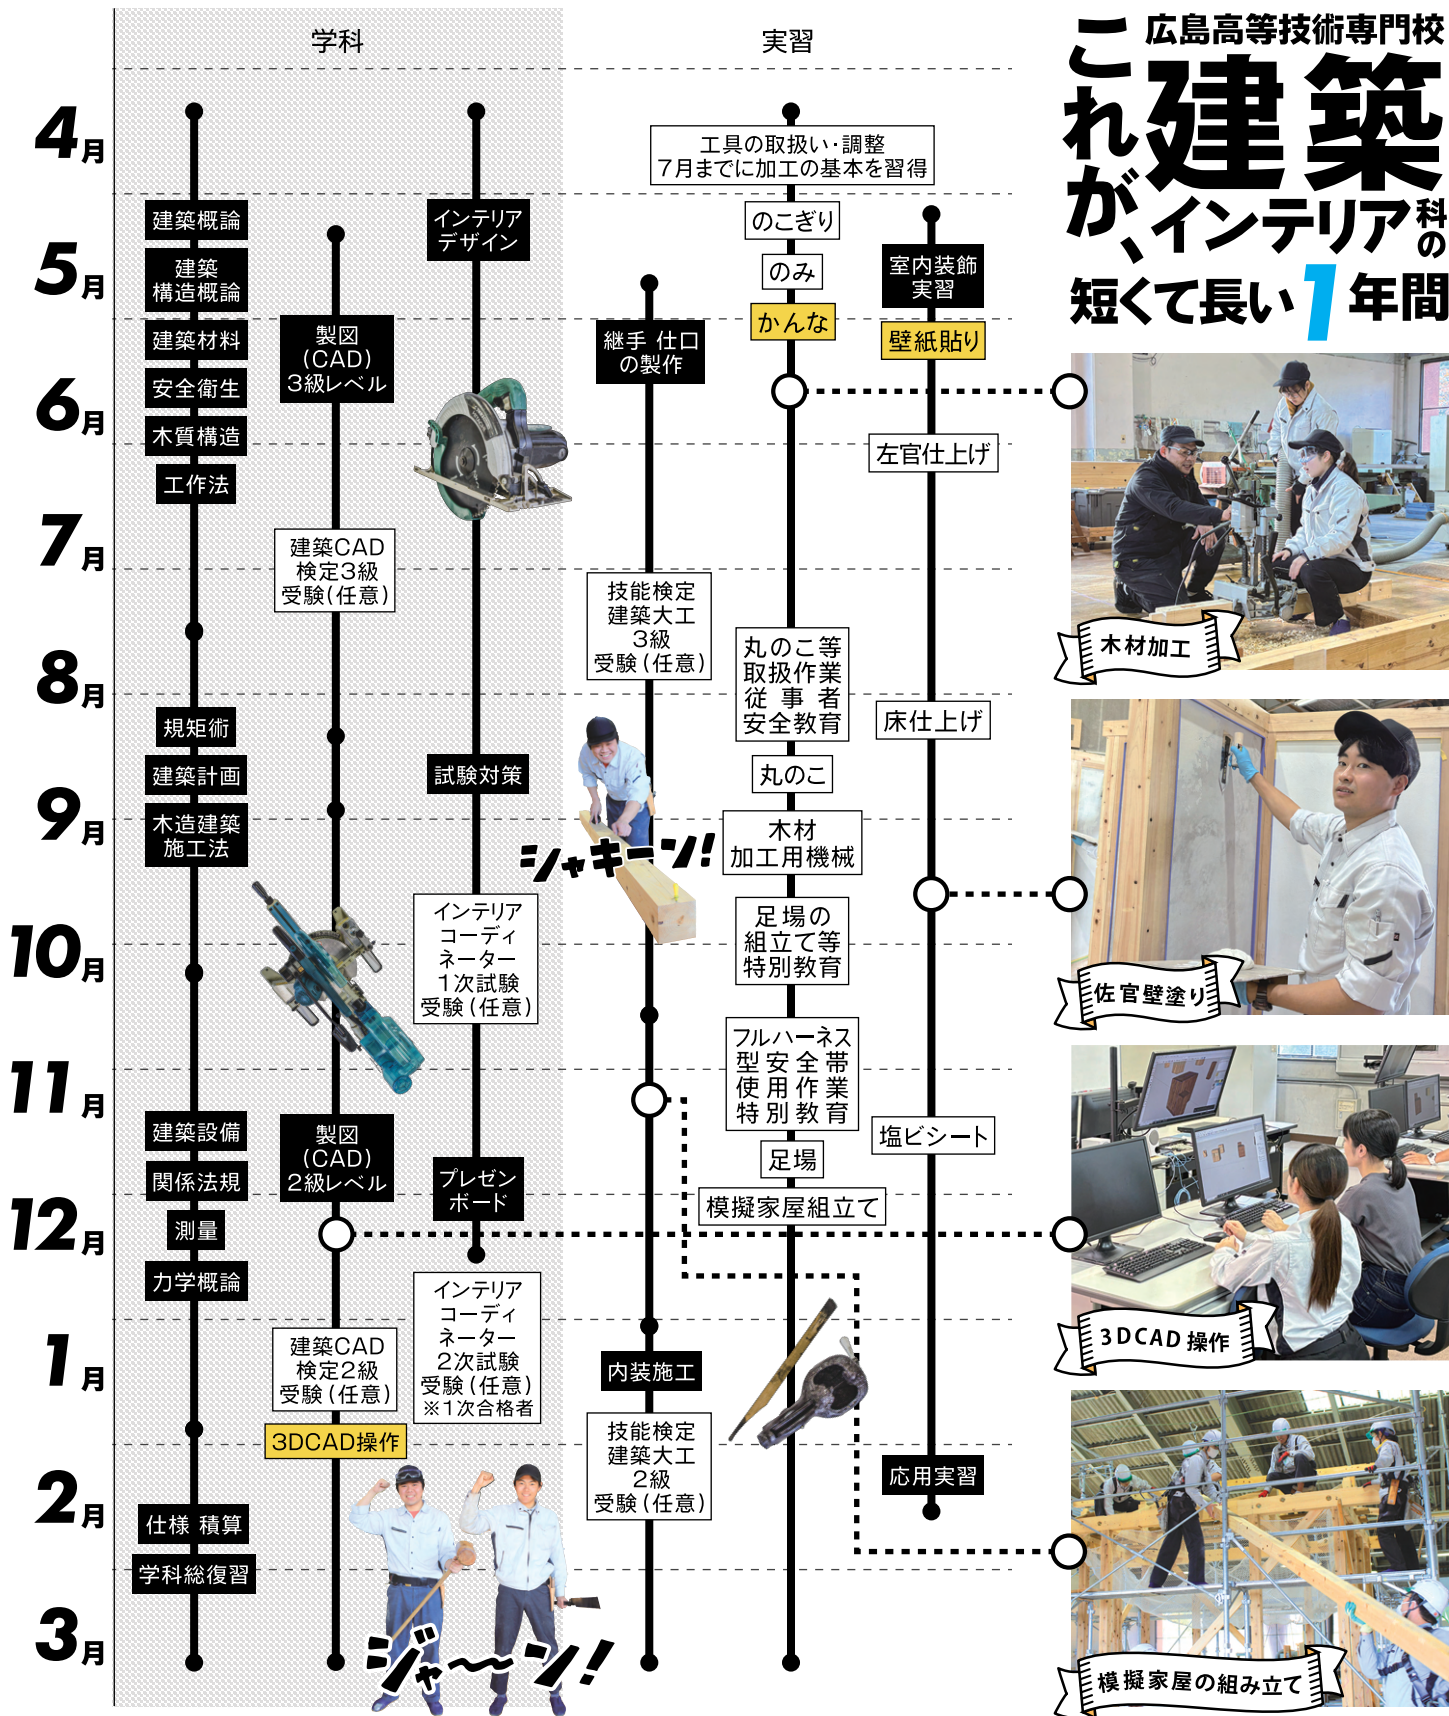 広島高等技術専門校
これが、
建築
インテリア科の
短くて長い1年間
学科
実習
4月
5月
6月
7月
8月
9月
10月
11月
12月
1月
2月
3月
建築概論
建築
構造概論
建築材料
安全衛生
木質構造
工作法
規矩術
建築計画
木造建築
施工法
建築設備
関係法規
測量
力学概論
仕様 積算
学科総復習
製図
(CAD)
3級レベル
建築CAD
検定3級
受験(任意)
製図
(CAD)
2級レベル
建築CAD
検定2級
受験(任意)
3DCAD操作
インテリア
デザイン
試験対策
インテリア
コーディ
ネーター
1次試験
受験(任意)
プレゼン
ボード
インテリア
コーディ
ネーター
2次試験
受験(任意)
※1次合格者
継手 仕口
の製作
技能検定
建築大工
3級
受験(任意)
シャキーン!
内装施工
技能検定
建築大工
2級
受験(任意)
ジャ〜〜ン!
工具の取扱い・調整
7月までに加工の基本を習得
のこぎり
のみ
かんな
丸のこ等
取扱作業
従事者
安全教育
丸のこ
木材
加工用機械
足場の
組立て等
特別教育
フルハーネス
型安全帯
使用作業
特別教育
足場
模擬家屋組立て
室内装飾
実習
壁紙貼り
左官仕上げ
床仕上げ
塩ビシート
応用実習
木材加工
佐官壁塗り
3DCAD操作
模擬家屋の組み立て